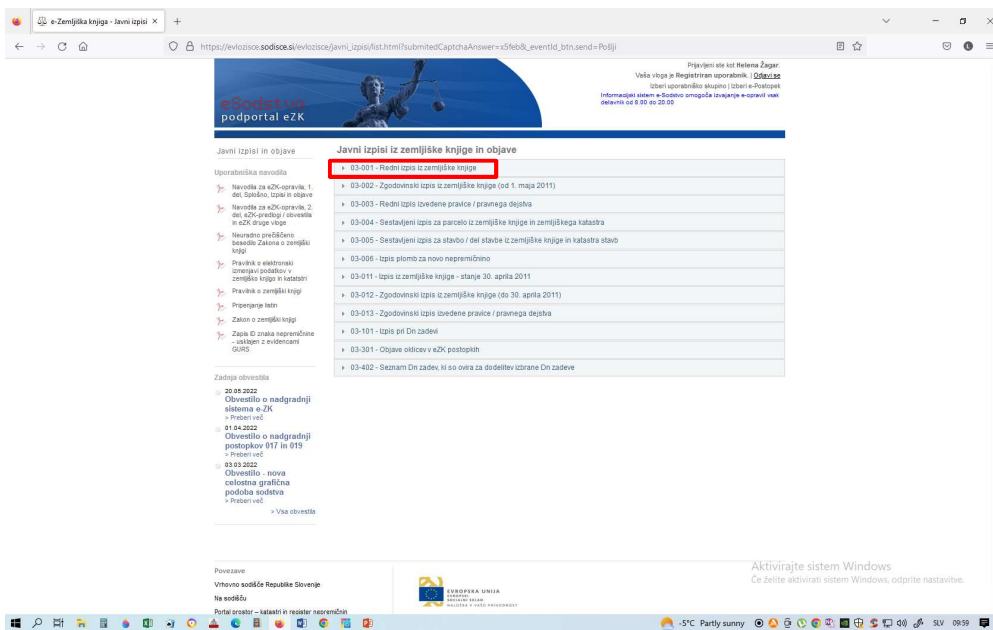 e-Zemljiška knjiga - Javni izpisi
https://evlozisce.sodisce.si/evlozisce/javni_izpisi/list.html?submitedCaptchaAnswer=x5feb&_eventId_btn.send=Pošlji
Prijavljeni ste kot Helena Žagar.
Vaša vloga je Registriran uporabnik. | Odjavi se
Izberi uporabniško skupino | Izberi e-Postopek
Informacijski sistem e-Sodstvo omogoča izvajanje e-opravil vsak
delavnik od 8.00 do 20.00
eSodstvo
podportal eZK
Javni izpisi in objave
Uporabniška navodila
Navodila za eZK-opravila, 1.
del, Splošno, Izpisi in objave
Navodila za eZK-opravila, 2.
del, eZK-predlogi / obvestila
in eZK druge vloge
Neuradno prečiščeno
besedilo Zakona o zemljiški
knjigi
Pravilnik o elektronski
izmenjavi podatkov v
zemljiško knjigo in katastri
Pravilnik o zemljiški knjigi
Pripenjanje listin
Zakon o zemljiški knjigi
Zapis ID znaka nepremičnine
- usklajen z evidencami
GURS
Zadnja obvestila
20.05.2022
Obvestilo o nadgradnji
sistema e-ZK
> Preberi več
01.04.2022
Obvestilo o nadgradnji
postopkov 017 in 019
> Preberi več
03.03.2022
Obvestilo - nova
celostna grafična
podoba sodstva
> Preberi več
> Vsa obvestila
Javni izpisi iz zemljiške knjige in objave
03-001 - Redni izpis iz zemljiške knjige
03-002 - Zgodovinski izpis iz zemljiške knjige (od 1. maja 2011)
03-003 - Redni izpis izvedene pravice / pravnega dejstva
03-004 - Sestavljeni izpis za parcelo iz zemljiške knjige in zemljiškega katastra
03-005 - Sestavljeni izpis za stavbo / del stavbe iz zemljiške knjige in katastra stavb
03-006 - Izpis plomb za novo nepremičnino
03-011 - Izpis iz zemljiške knjige - stanje 30. aprila 2011
03-012 - Zgodovinski izpis iz zemljiške knjige (do 30. aprila 2011)
03-013 - Zgodovinski izpis izvedene pravice / pravnega dejstva
03-101 - Izpis pri Dn zadevi
03-301 - Objave oklicev v eZK postopkih
03-402 - Seznam Dn zadev, ki so ovira za dodelitev izbrane Dn zadeve
Povezave
Vrhovno sodišče Republike Slovenije
Na sodišču
Portal prostor – katastri in register nepremičnin
EVROPSKA UNIJA
EVROPSKI
SOCIALNI SKLAD
NALOŽBA V VAŠO PRIHODNOST
Aktivirajte sistem Windows
Če želite aktivirati sistem Windows, odprite nastavitve.
-5°C Partly sunny
SLV
09:59